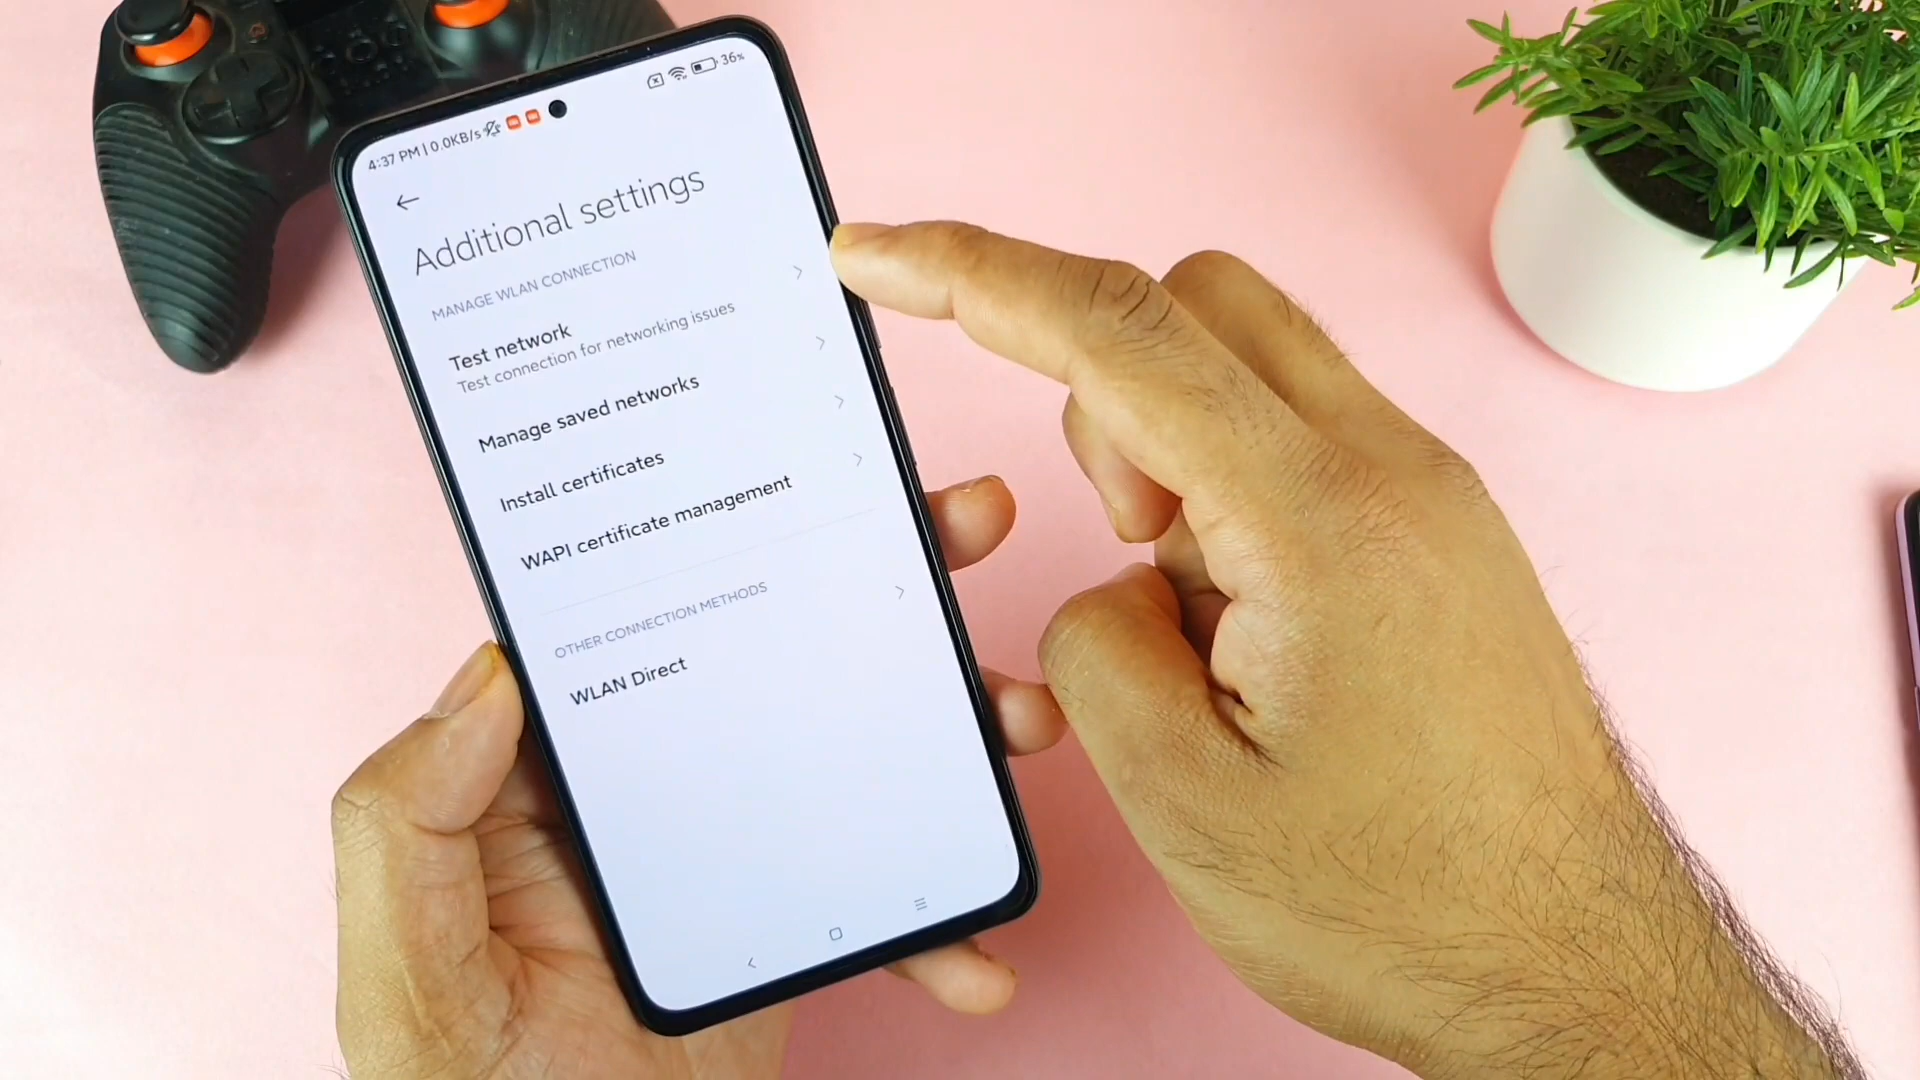 4:37 PM | 0.0KB/s
36%
Additional settings
MANAGE WLAN CONNECTION
Test network
Test connection for networking issues
Manage saved networks
Install certificates
WAPI certificate management
OTHER CONNECTION METHODS
WLAN Direct